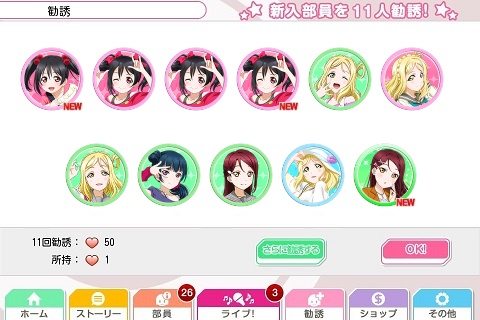 勧誘
新入部員を11人勧誘!
NEW
NEW
NEW
11回勧誘： 50
所持： 1
さらに勧誘する
OK!
26
3
ホーム
ストーリー
部員
ライブ!
勧誘
ショップ
その他